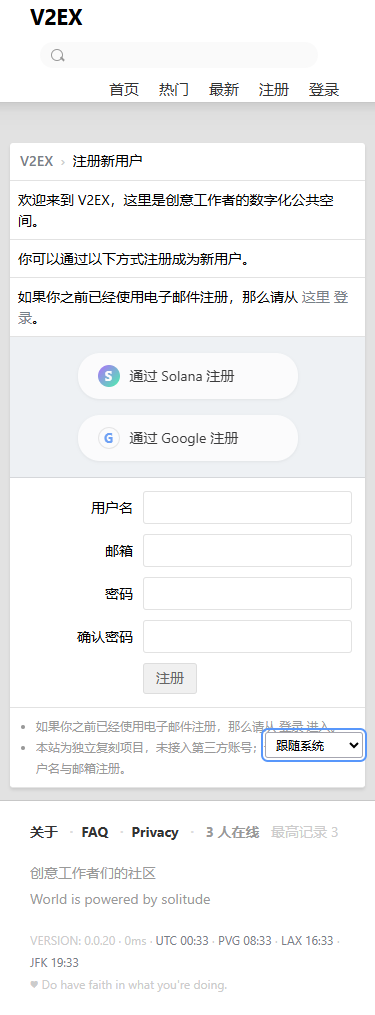 V2EX
首页 热门 最新 注册 登录
V2EX › 注册新用户
欢迎来到 V2EX，这里是创意工作者的数字化公共空
间。
你可以通过以下方式注册成为新用户。
如果你之前已经使用电子邮件注册，那么请从 这里 登
录。
S 通过 Solana 注册
G 通过 Google 注册
用户名
邮箱
密码
确认密码
注册
• 如果你之前已经使用电子邮件注册，那么请从 登录 进入。
• 本站为独立复刻项目，未接入第三方账号；
跟随系统
户名与邮箱注册。
关于 · FAQ · Privacy · 3 人在线 最高记录 3
创意工作者们的社区
World is powered by solitude
VERSION: 0.0.20 · 0ms · UTC 00:33 · PVG 08:33 · LAX 16:33 ·
JFK 19:33
♥ Do have faith in what you're doing.